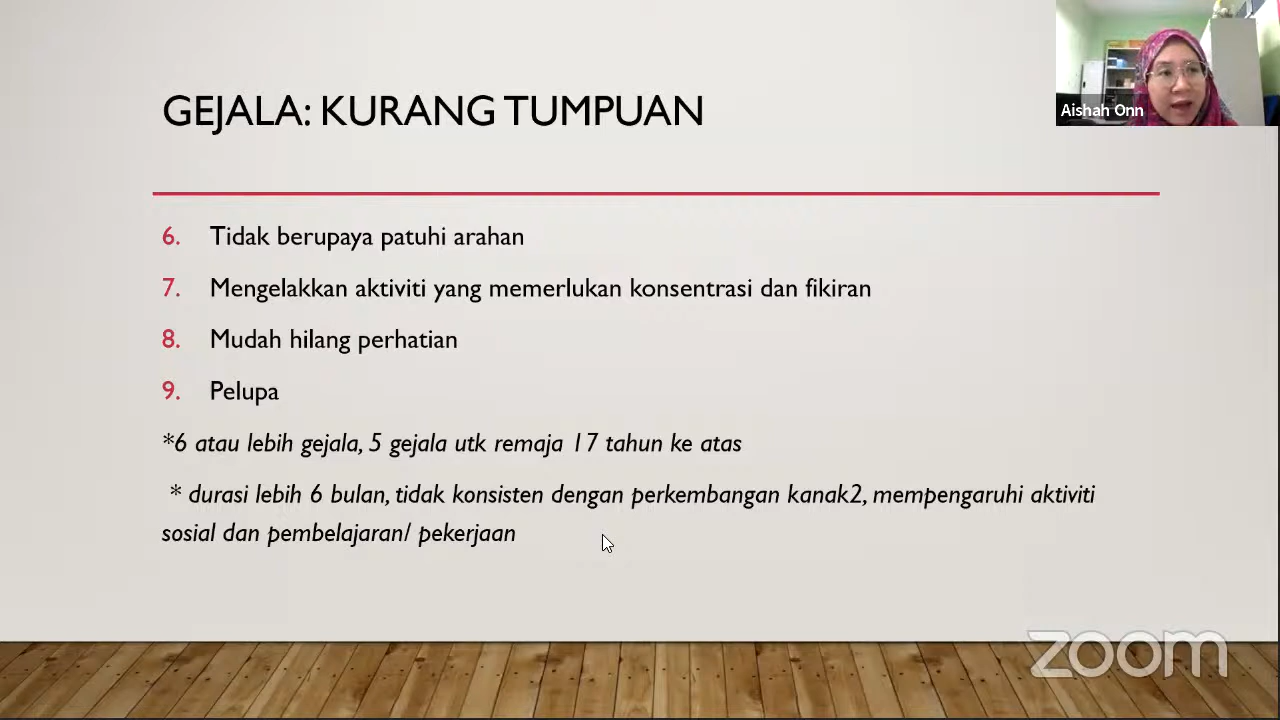 GEJALA: KURANG TUMPUAN
Aishah Onn
6. Tidak berupaya patuhi arahan
7. Mengelakkan aktiviti yang memerlukan konsentrasi dan fikiran
8. Mudah hilang perhatian
9. Pelupa
*6 atau lebih gejala, 5 gejala utk remaja 17 tahun ke atas
* durasi lebih 6 bulan, tidak konsisten dengan perkembangan kanak2, mempengaruhi aktiviti
sosial dan pembelajaran/ pekerjaan
zoom